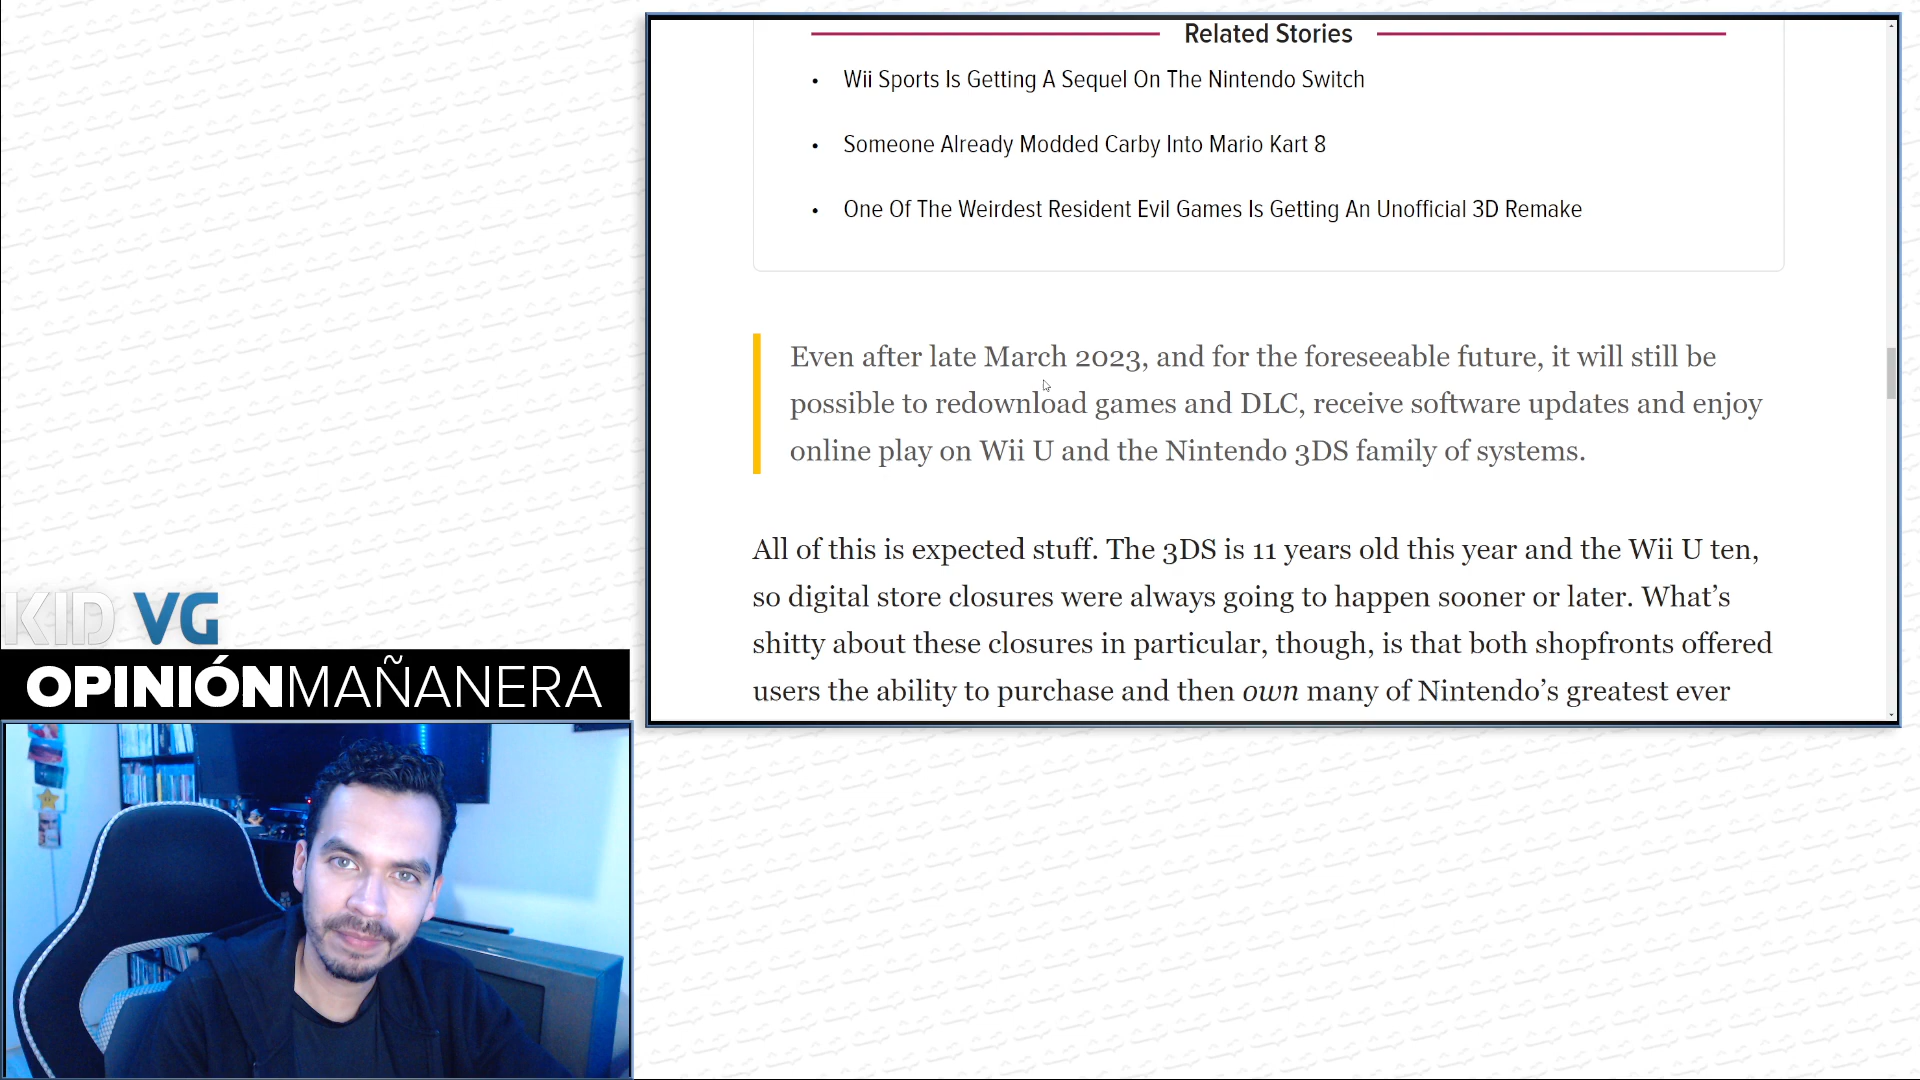 Related Stories
• Wii Sports Is Getting A Sequel On The Nintendo Switch
• Someone Already Modded Carby Into Mario Kart 8
• One Of The Weirdest Resident Evil Games Is Getting An Unofficial 3D Remake
Even after late March 2023, and for the foreseeable future, it will still be
possible to redownload games and DLC, receive software updates and enjoy
online play on Wii U and the Nintendo 3DS family of systems.
All of this is expected stuff. The 3DS is 11 years old this year and the Wii U ten,
so digital store closures were always going to happen sooner or later. What’s
shitty about these closures in particular, though, is that both shopfronts offered
users the ability to purchase and then own many of Nintendo’s greatest ever
KID VG
OPINIÓNMAÑANERA